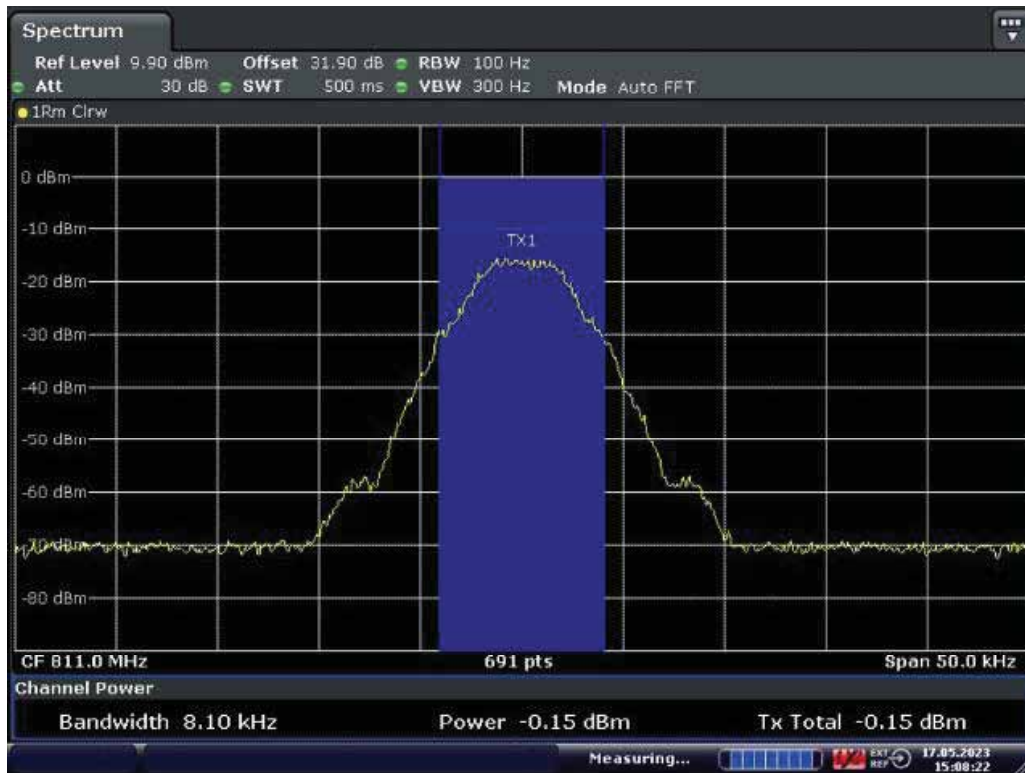 Spectrum
Ref Level 9.90 dBm Offset 31.90 dB RBW 100 Hz
Att 30 dB SWT 500 ms VBW 300 Hz Mode Auto FFT
1Rm Clrw
0 dBm
-10 dBm
TX1
-20 dBm
-30 dBm
-40 dBm
-50 dBm
-60 dBm
-70 dBm
-80 dBm
CF 811.0 MHz 691 pts Span 50.0 kHz
Channel Power
Bandwidth 8.10 kHz Power -0.15 dBm Tx Total -0.15 dBm
Measuring... EXT REF 17.05.2023 15:08:22